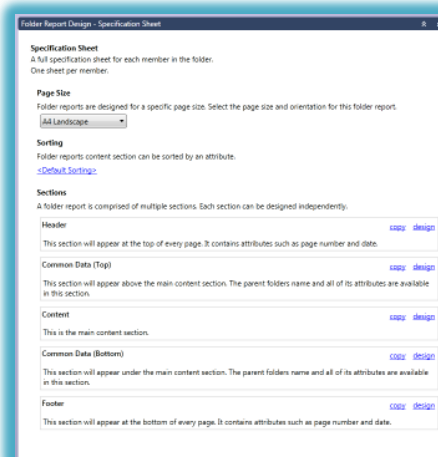 Folder Report Design - Specification Sheet
Specification Sheet
A full specification sheet for each member in the folder.
One sheet per member.
Page Size
Folder reports are designed for a specific page size. Select the page size and orientation for this folder report.
A4 Landscape
Sorting
Folder reports content section can be sorted by an attribute.
<Default Sorting>
Sections
A folder report is comprised of multiple sections. Each section can be designed independently.
Header
copy design
This section will appear at the top of every page. It contains attributes such as page number and date.
Common Data (Top)
copy design
This section will appear above the main content section. The parent folders name and all of its attributes are available
in this section.
Content
copy design
This is the main content section.
Common Data (Bottom)
copy design
This section will appear under the main content section. The parent folders name and all of its attributes are available
in this section.
Footer
copy design
This section will appear at the bottom of every page. It contains attributes such as page number and date.